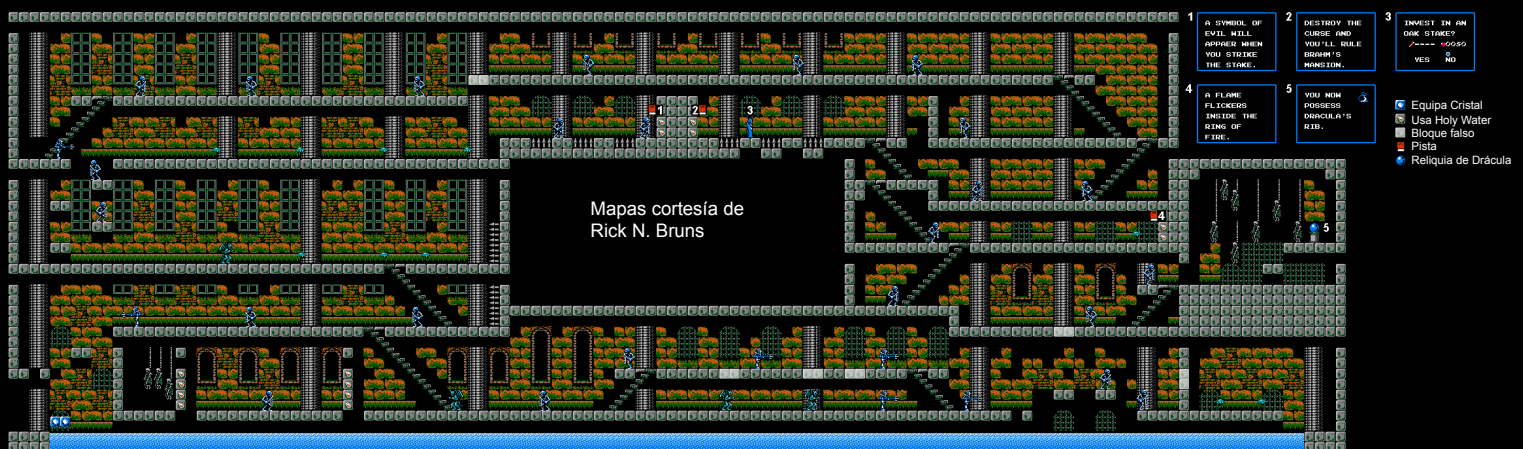 1
A SYMBOL OF
EVIL WILL
APPAER WHEN
YOU STRIKE
THE STAKE.
2
DESTROY THE
CURSE AND
YOU'LL RULE
BRAHM'S
MANSION.
3
INVEST IN AN
OAK STAKE?
0050
YES NO
4
A FLAME
FLICKERS
INSIDE THE
RING OF
FIRE.
5
YOU NOW
POSSESS
DRACULA'S
RIB.
Equipa Cristal
Usa Holy Water
Bloque falso
Pista
Reliquia de Drácula
1
2
3
4
5
Mapas cortesía de
Rick N. Bruns